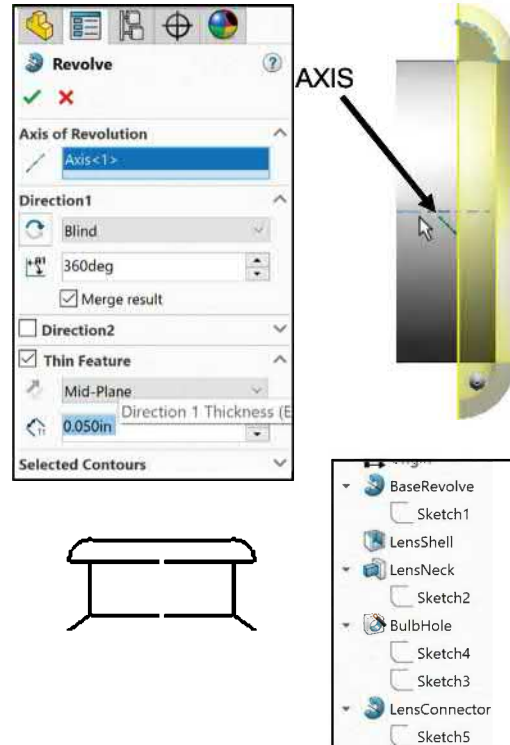 Revolve
AXIS
Axis of Revolution
Axis<1>
Direction1
Blind
360deg
Merge result
Direction2
Thin Feature
Mid-Plane
Direction 1 Thickness (E
0.050in
Selected Contours
BaseRevolve
Sketch1
LensShell
LensNeck
Sketch2
BulbHole
Sketch4
Sketch3
LensConnector
Sketch5